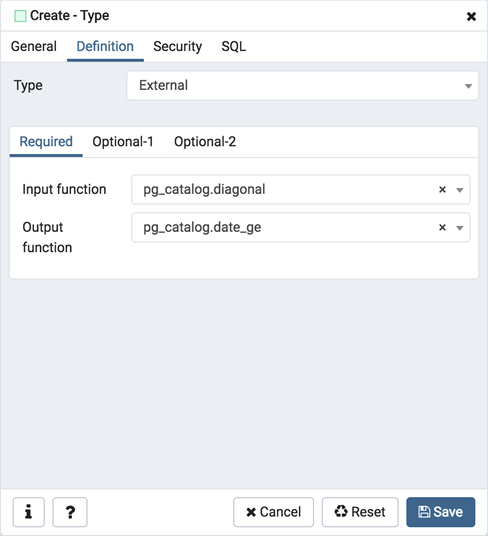 Create - Type
General Definition Security SQL
Type External
Required Optional-1 Optional-2
Input function pg_catalog.diagonal
Output function pg_catalog.date_ge
Cancel Reset Save